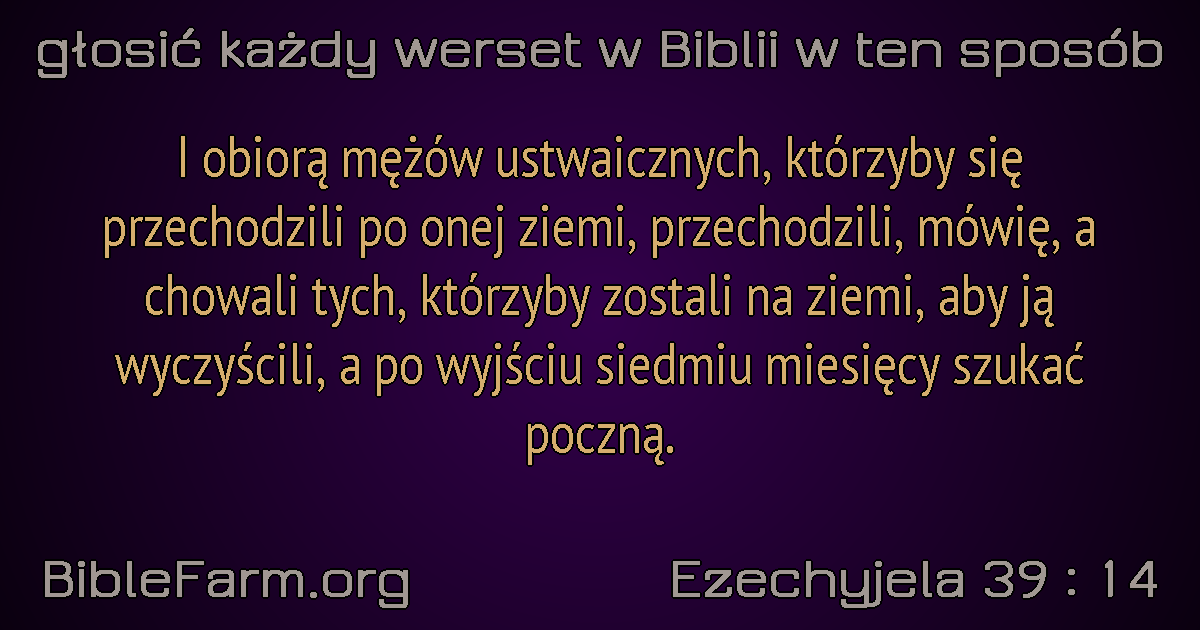 głosić każdy werset w Biblii w ten sposób
I obiorą mężów ustwaicznych, którzyby się
przechodzili po onej ziemi, przechodzili, mówię, a
chowali tych, którzyby zostali na ziemi, aby ją
wyczyścili, a po wyjściu siedmiu miesięcy szukać
poczną.
BibleFarm.org
Ezechyjela 39 : 14